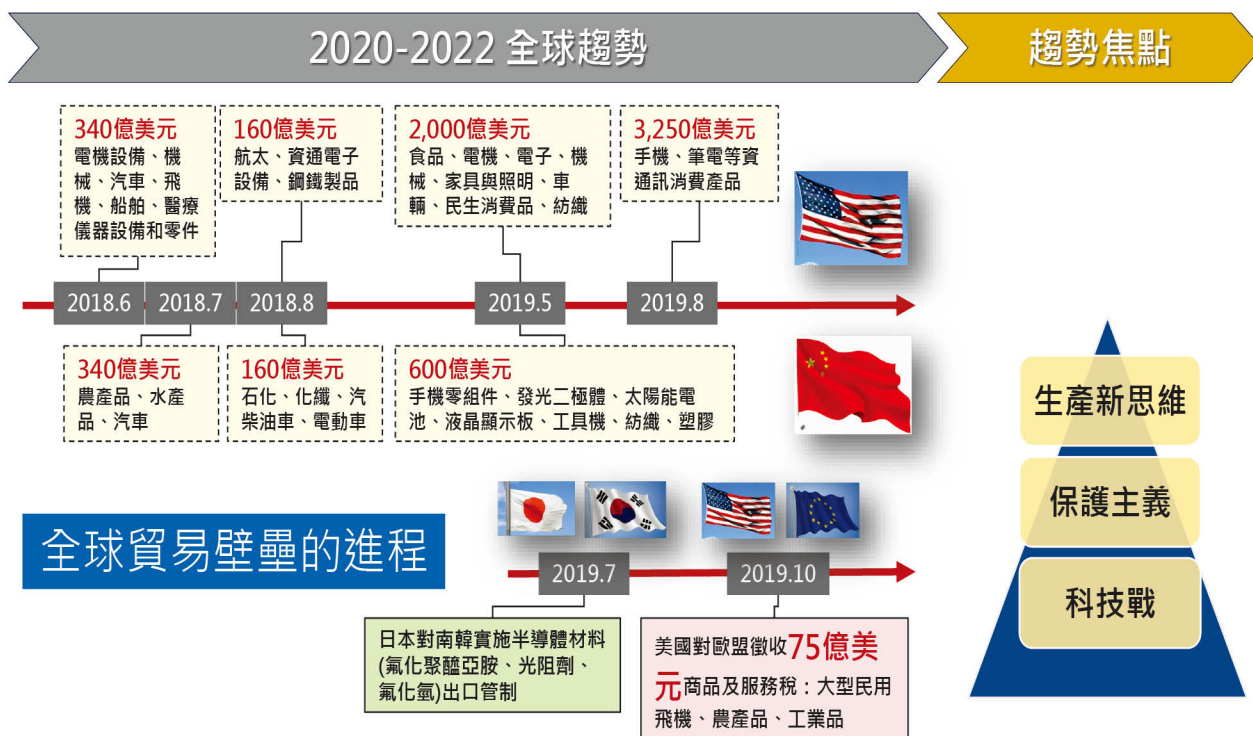 2020-2022 全球趨勢
趨勢焦點
340億美元
電機設備、機
械、汽車、飛
機、船舶、醫療
儀器設備和零件
160億美元
航太、資通電子
設備、鋼鐵製品
2,000億美元
食品、電機、電子、機
械、家具與照明、車
輛、民生消費品、紡織
3,250億美元
手機、筆電等資
通訊消費產品
2018.6
2018.7
2018.8
2019.5
2019.8
340億美元
農產品、水產
品、汽車
160億美元
石化、化纖、汽
柴油車、電動車
600億美元
手機零組件、發光二極體、太陽能電
池、液晶顯示板、工具機、紡織、塑膠
全球貿易壁壘的進程
2019.7
2019.10
日本對南韓實施半導體材料
(氟化聚醯亞胺、光阻劑、
氟化氫)出口管制
美國對歐盟徵收75億美
元商品及服務稅：大型民用
飛機、農產品、工業品
生產新思維
保護主義
科技戰